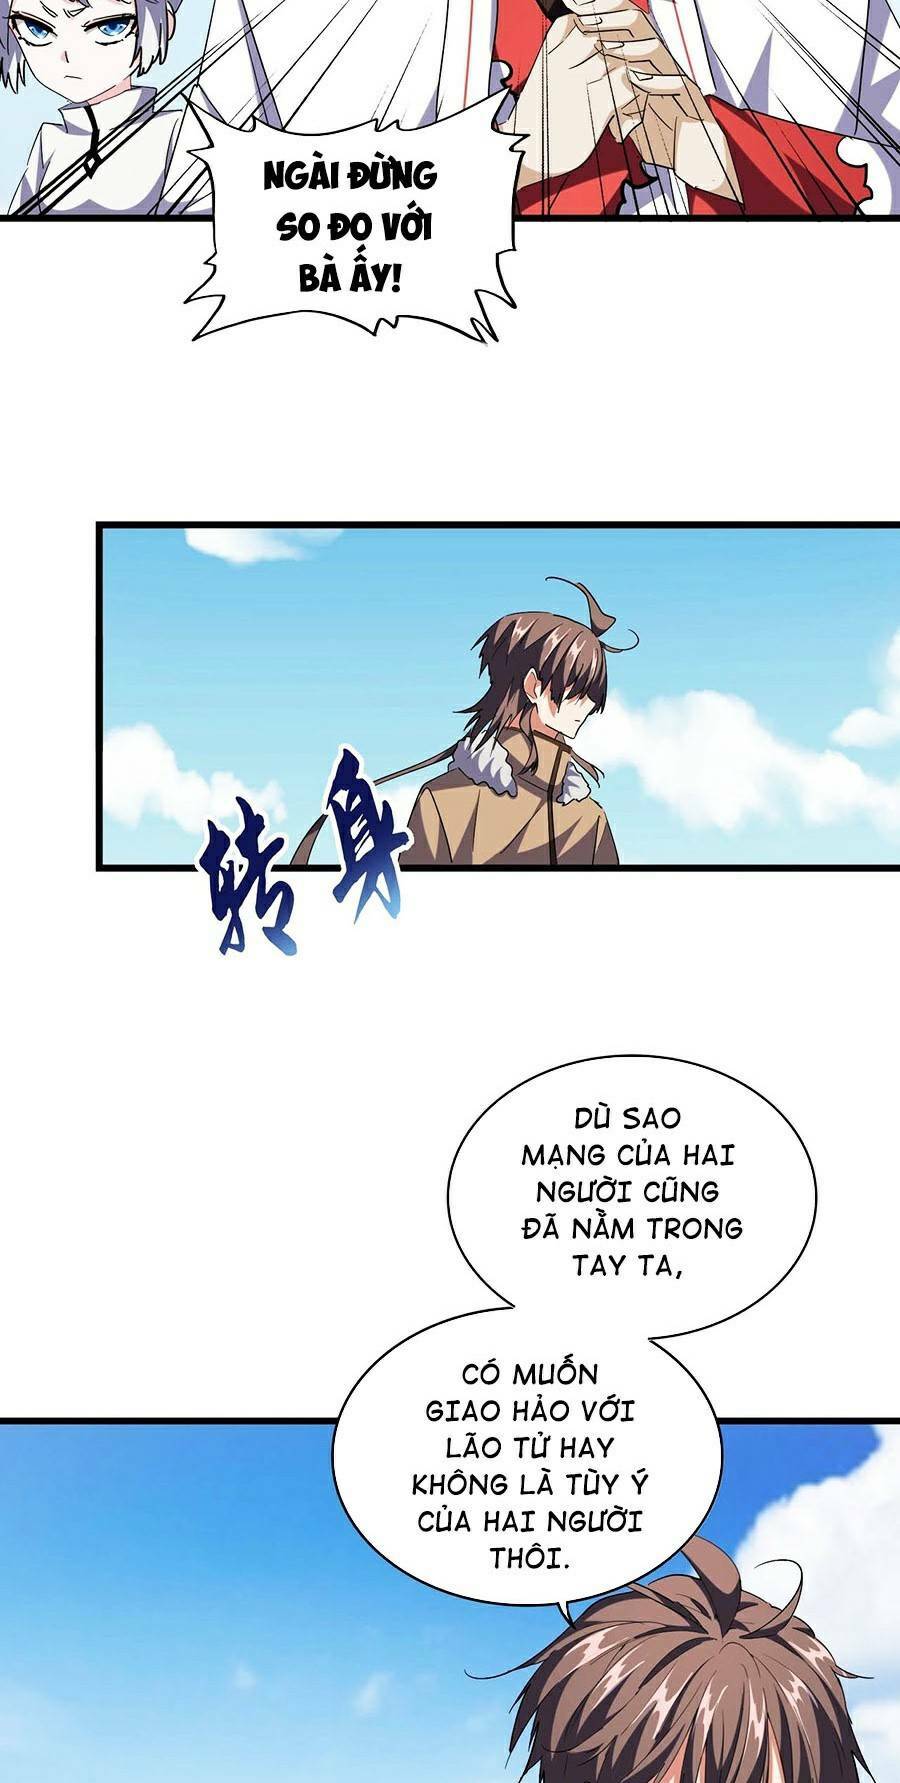 NGÀI ĐỪNG
SO ĐO VỚI
BÀ ẤY!
转身
DÙ SAO
MẠNG CỦA HAI
NGƯỜI CŨNG
ĐÃ NẰM TRONG
TAY TA,
CÓ MUỐN
GIAO HẢO VỚI
LÃO TỬ HAY
KHÔNG LÀ TÙY Ý
CỦA HAI NGƯỜI
THÔI.